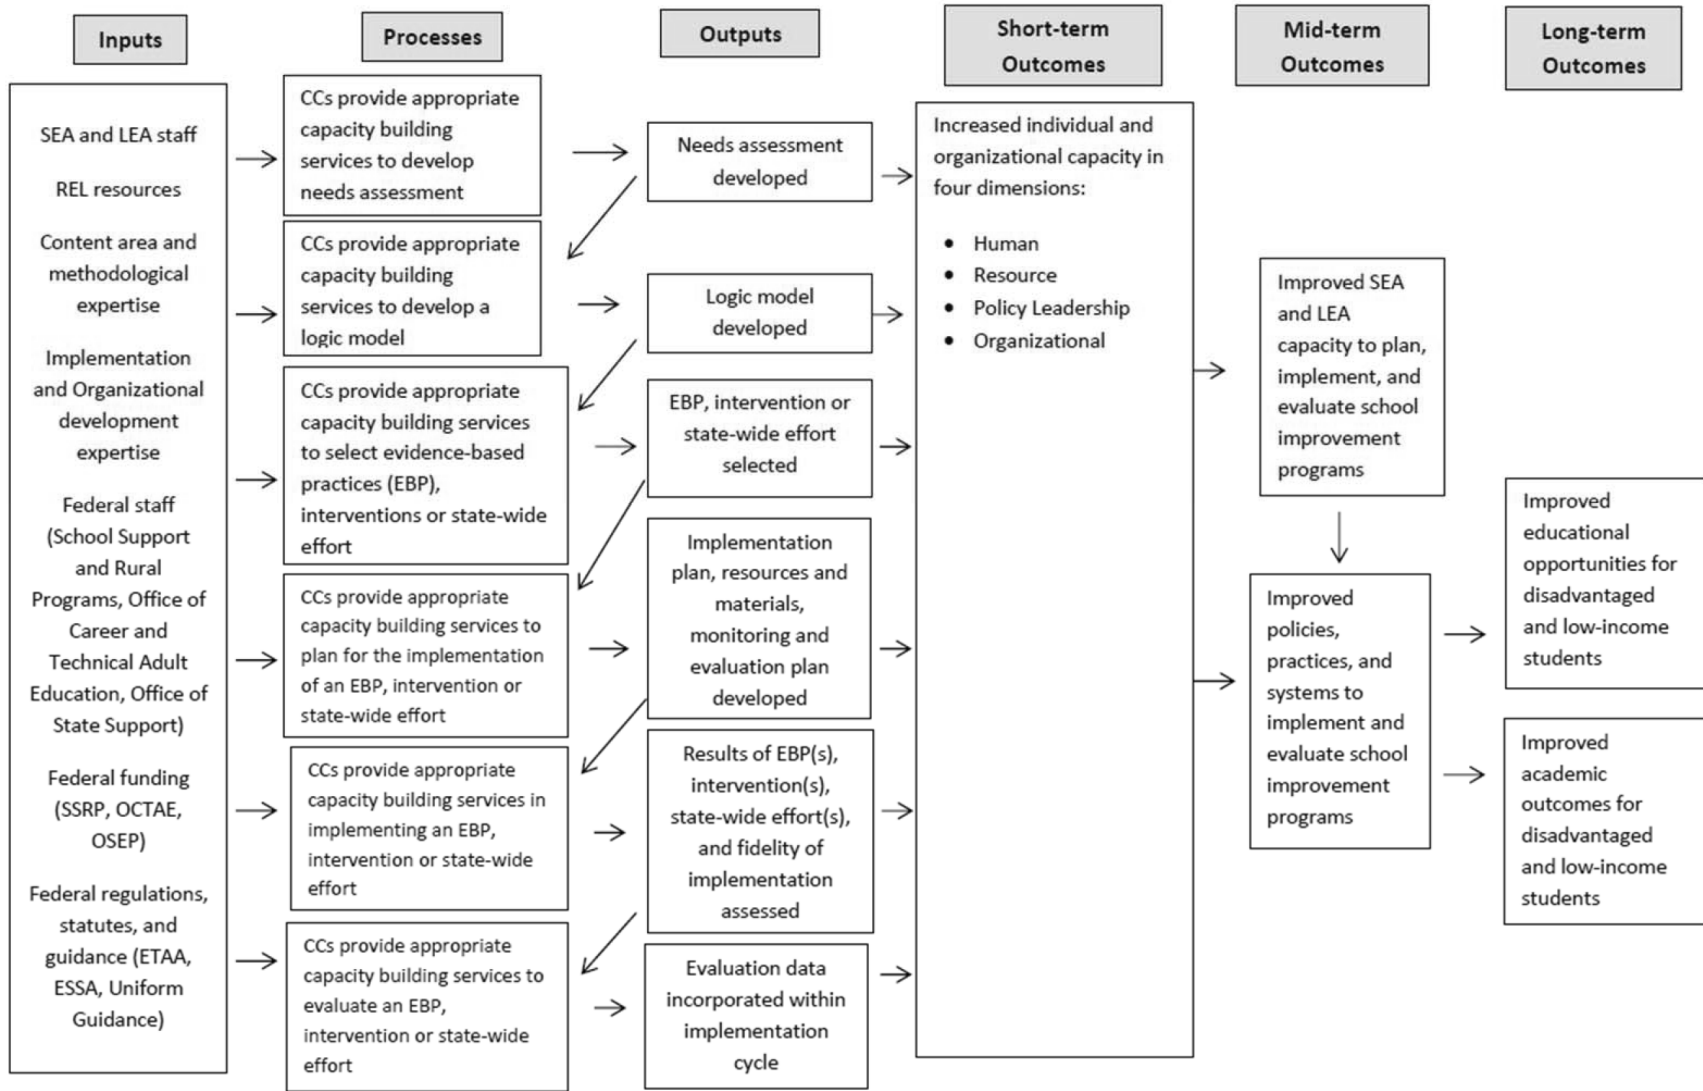 Inputs
Processes
Outputs
Short-term
Outcomes
Mid-term
Outcomes
Long-term
Outcomes
SEA and LEA staff
REL resources
Content area and
methodological
expertise
Implementation
and Organizational
development
expertise
Federal staff
(School Support
and Rural
Programs, Office of
Career and
Technical Adult
Education, Office of
State Support)
Federal funding
(SSRP, OCTAE,
OSEP)
Federal regulations,
statutes, and
guidance (ETAA,
ESSA, Uniform
Guidance)
CCs provide appropriate
capacity building
services to develop
needs assessment
CCs provide appropriate
capacity building
services to develop a
logic model
CCs provide appropriate
capacity building services
to select evidence-based
practices (EBP),
interventions or state-wide
effort
CCs provide appropriate
capacity building services to
plan for the implementation
of an EBP, intervention or
state-wide effort
CCs provide appropriate
capacity building services in
implementing an EBP,
intervention or state-wide
effort
CCs provide appropriate
capacity building services to
evaluate an EBP,
intervention or state-wide
effort
Needs assessment
developed
Logic model
developed
EBP, intervention or
state-wide effort
selected
Implementation
plan, resources and
materials,
monitoring and
evaluation plan
developed
Results of EBP(s),
intervention(s),
state-wide effort(s),
and fidelity of
implementation
assessed
Evaluation data
incorporated within
implementation
cycle
Increased individual and
organizational capacity in
four dimensions:
• Human
• Resource
• Policy Leadership
• Organizational
Improved SEA
and LEA
capacity to plan,
implement, and
evaluate school
improvement
programs
Improved
policies,
practices, and
systems to
implement and
evaluate school
improvement
programs
Improved
educational
opportunities for
disadvantaged
and low-income
students
Improved
academic
outcomes for
disadvantaged
and low-income
students